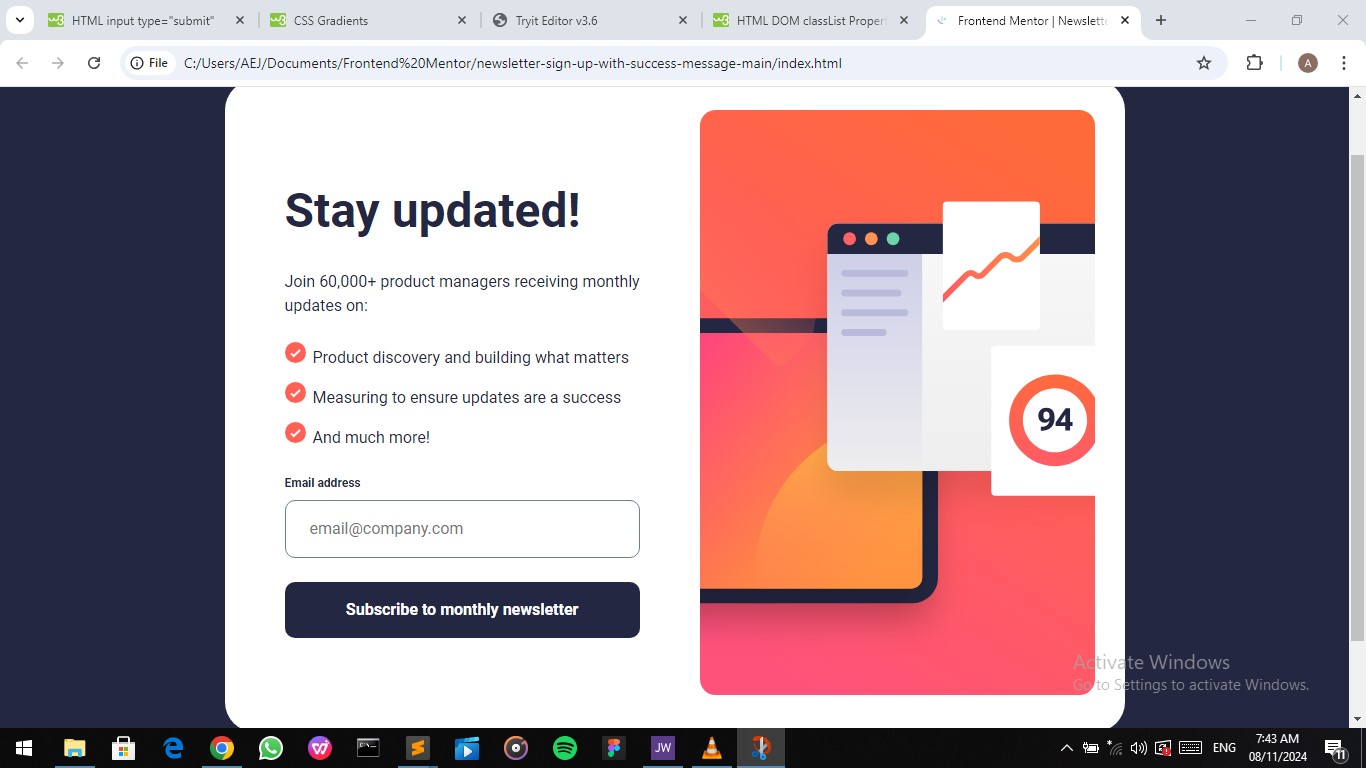 HTML input type="submit"
CSS Gradients
Tryit Editor v3.6
HTML DOM classList Proper
Frontend Mentor | Newslette
File
C:/Users/AEJ/Documents/Frontend%20Mentor/newsletter-sign-up-with-success-message-main/index.html
A
Stay updated!
Join 60,000+ product managers receiving monthly
updates on:
Product discovery and building what matters
Measuring to ensure updates are a success
And much more!
Email address
email@company.com
Subscribe to monthly newsletter
94
Activate Windows
Go to Settings to activate Windows.
JW
ENG
7:43 AM
08/11/2024
11